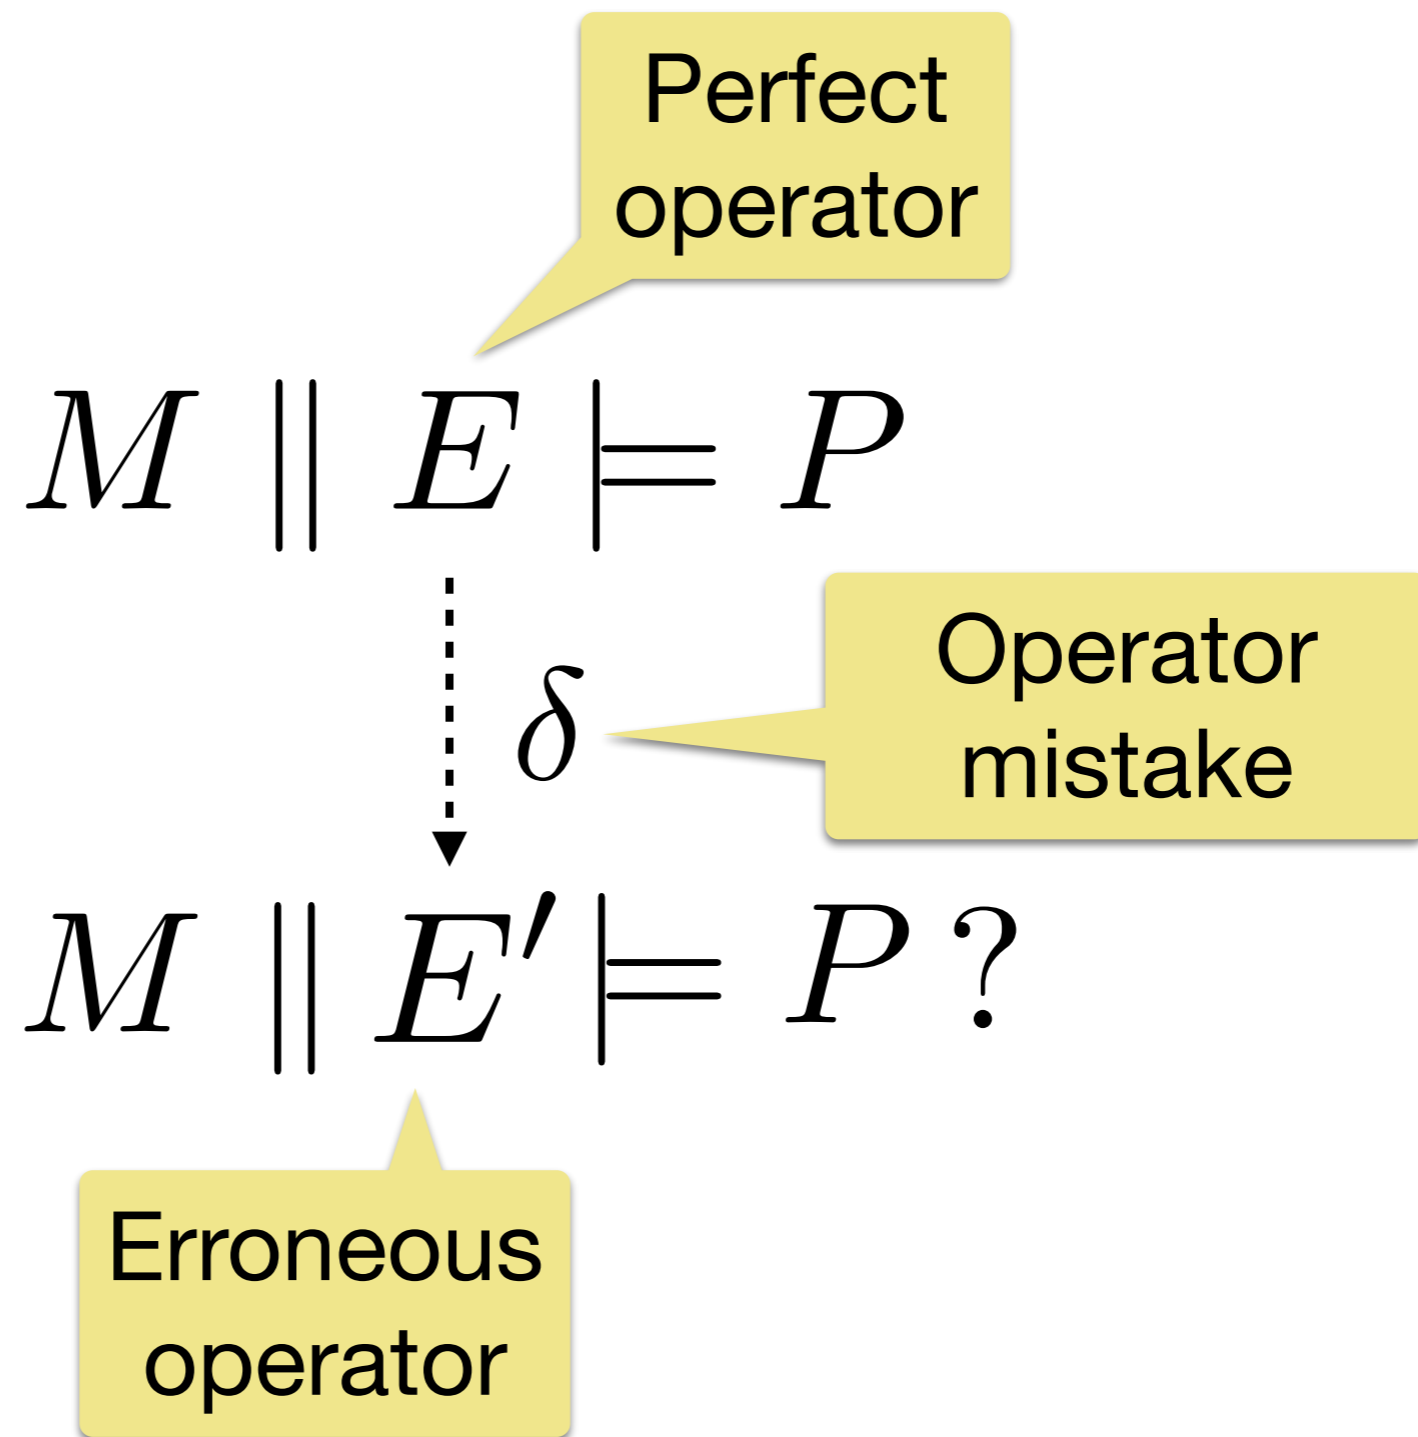 Perfect
operator
M || E ⊨ P
δ
Operator
mistake
M || E′ ⊨ P ?
Erroneous
operator